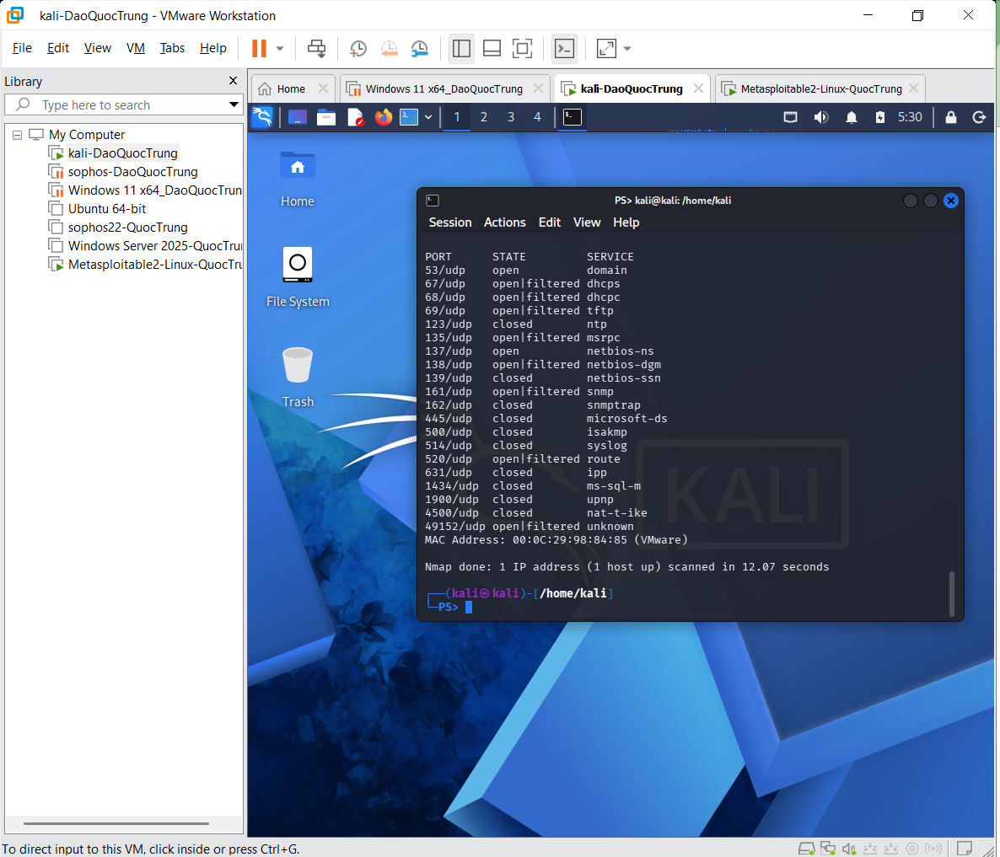 kali-DaoQuocTrung - VMware Workstation
File Edit View VM Tabs Help
Library
Type here to search
My Computer
kali-DaoQuocTrung
sophos-DaoQuocTrung
Windows 11 x64_DaoQuocTrun
Ubuntu 64-bit
sophos22-QuocTrung
Windows Server 2025-QuocTru
Metasploitable2-Linux-QuocTr
Home
Windows 11 x64_DaoQuocTrung
kali-DaoQuocTrung
Metasploitable2-Linux-QuocTrung
1 2 3 4
5:30
Home
File System
Trash
PS> kali@kali: /home/kali
Session Actions Edit View Help
PORT STATE SERVICE
53/udp open domain
67/udp open|filtered dhcps
68/udp open|filtered dhcpc
69/udp open|filtered tftp
123/udp closed ntp
135/udp open|filtered msrpc
137/udp open netbios-ns
138/udp open|filtered netbios-dgm
139/udp closed netbios-ssn
161/udp open|filtered snmp
162/udp closed snmptrap
445/udp closed microsoft-ds
500/udp closed isakmp
514/udp closed syslog
520/udp open|filtered route
631/udp closed ipp
1434/udp closed ms-sql-m
1900/udp closed upnp
4500/udp closed nat-t-ike
49152/udp open|filtered unknown
MAC Address: 00:0C:29:98:84:85 (VMware)
Nmap done: 1 IP address (1 host up) scanned in 12.07 seconds
┌──(kali㉿kali)-[/home/kali]
└─PS>
KALI
To direct input to this VM, click inside or press Ctrl+G.